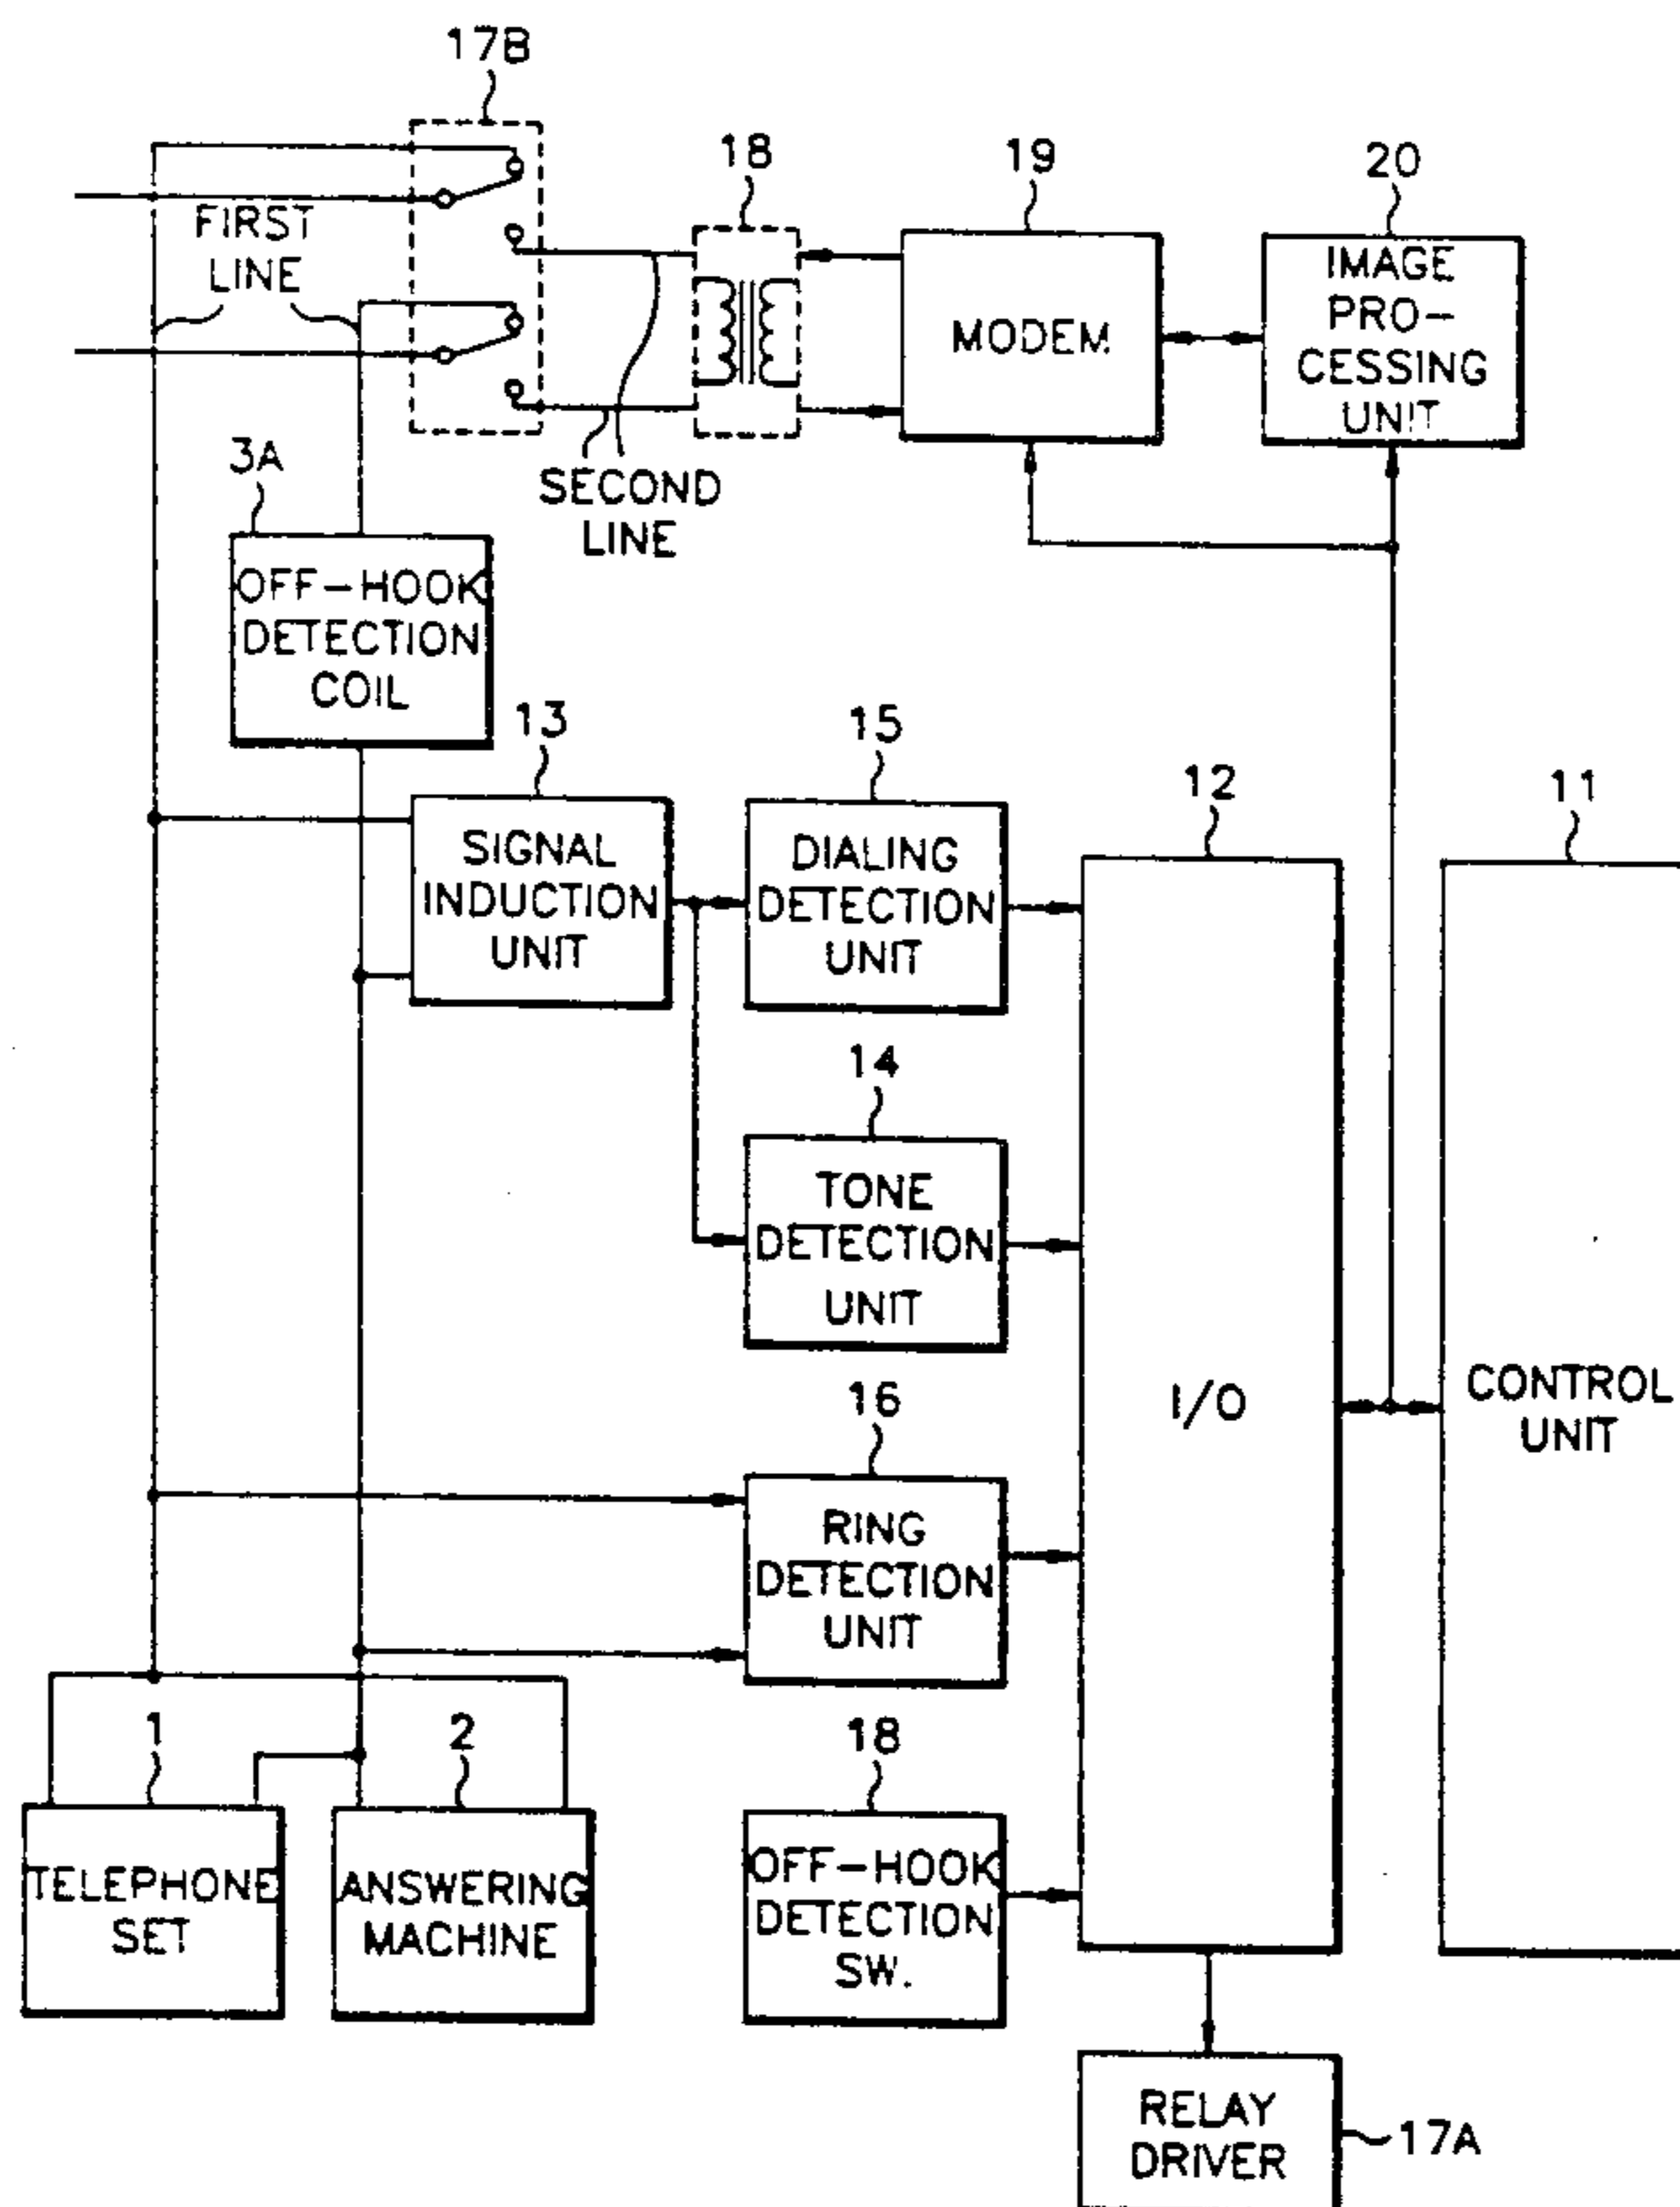 17B
18
19
20
FIRST
LINE
MODEM
IMAGE
PRO-
CESSING
UNIT
SECOND
LINE
3A
OFF-HOOK
DETECTION
COIL
13
SIGNAL
INDUCTION
UNIT
15
DIALING
DETECTION
UNIT
12
I/O
11
CONTROL
UNIT
14
TONE
DETECTION
UNIT
16
RING
DETECTION
UNIT
1
TELEPHONE
SET
2
ANSWERING
MACHINE
18
OFF-HOOK
DETECTION
SW.
RELAY
DRIVER
17A